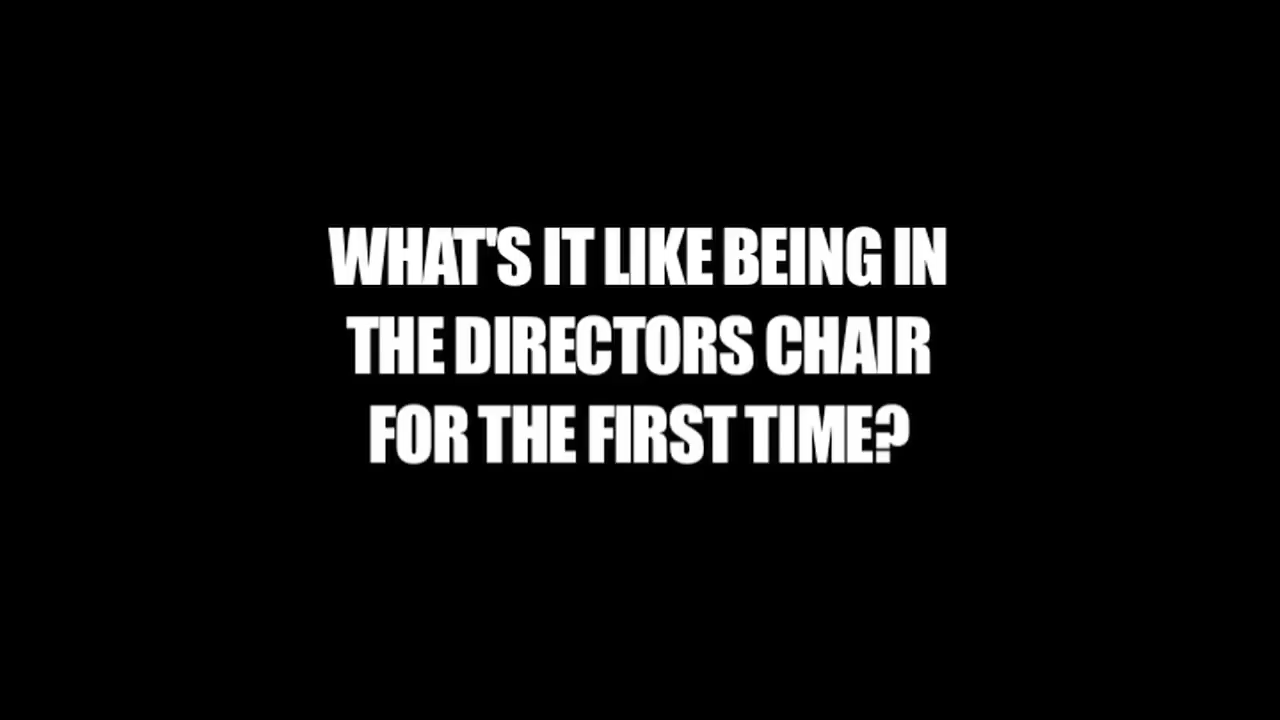 WHAT'S IT LIKE BEING IN
THE DIRECTORS CHAIR
FOR THE FIRST TIME?